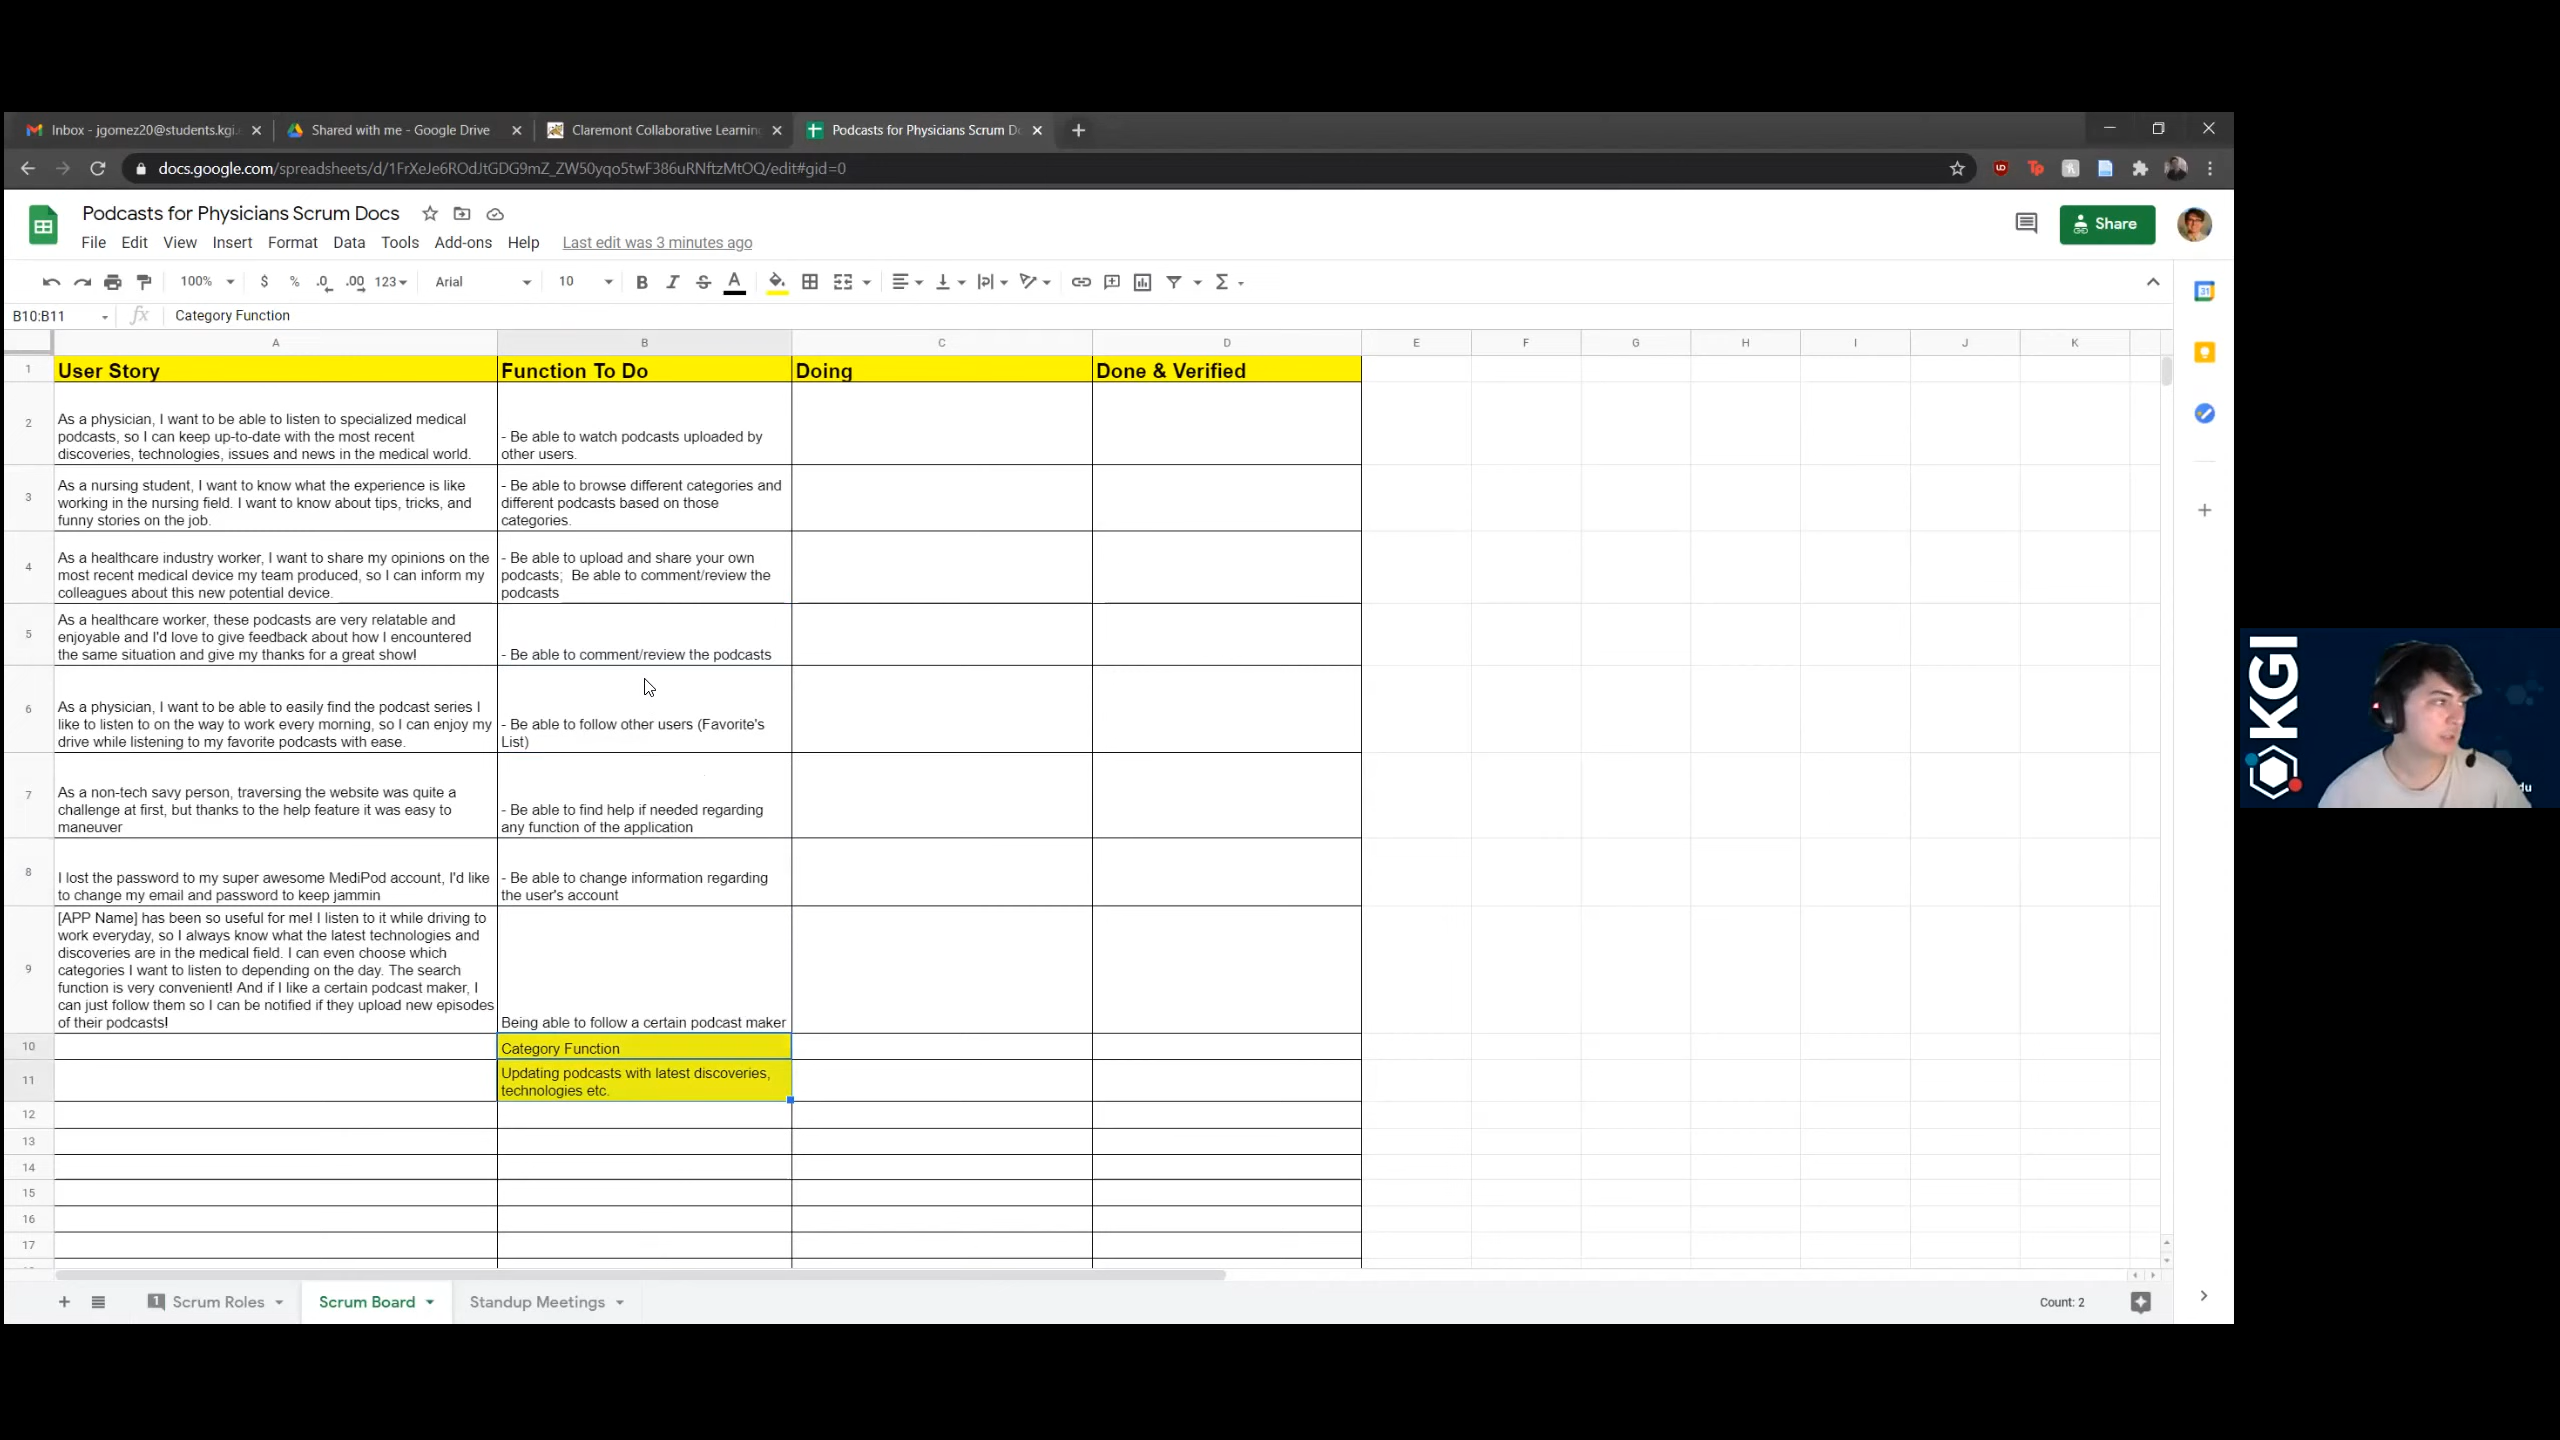 Inbox - jgomez20@students.kgi.
Shared with me - Google Drive
Claremont Collaborative Learning
Podcasts for Physicians Scrum D
docs.google.com/spreadsheets/d/1FrXeJe6ROdJtGDG9mZ_ZW50yqo5twF386uRNftzMtOQ/edit#gid=0
Podcasts for Physicians Scrum Docs
Share
File Edit View Insert Format Data Tools Add-ons Help Last edit was 3 minutes ago
100% $ % .0 .00 123 Arial 10 B I S A
B10:B11 fx Category Function
A B C D E F G H I J K
1 User Story Function To Do Doing Done & Verified
2
As a physician, I want to be able to listen to specialized medical
podcasts, so I can keep up-to-date with the most recent
discoveries, technologies, issues and news in the medical world.
- Be able to watch podcasts uploaded by
other users.
3
As a nursing student, I want to know what the experience is like
working in the nursing field. I want to know about tips, tricks, and
funny stories on the job.
- Be able to browse different categories and
different podcasts based on those
categories.
4
As a healthcare industry worker, I want to share my opinions on the
most recent medical device my team produced, so I can inform my
colleagues about this new potential device.
- Be able to upload and share your own
podcasts;  Be able to comment/review the
podcasts
5
As a healthcare worker, these podcasts are very relatable and
enjoyable and I'd love to give feedback about how I encountered
the same situation and give my thanks for a great show!
- Be able to comment/review the podcasts
6
As a physician, I want to be able to easily find the podcast series I
like to listen to on the way to work every morning, so I can enjoy my
drive while listening to my favorite podcasts with ease.
- Be able to follow other users (Favorite's
List)
7
As a non-tech savy person, traversing the website was quite a
challenge at first, but thanks to the help feature it was easy to
maneuver
- Be able to find help if needed regarding
any function of the application
8
I lost the password to my super awesome MediPod account, I'd like
to change my email and password to keep jammin
- Be able to change information regarding
the user's account
9
[APP Name] has been so useful for me! I listen to it while driving to
work everyday, so I always know what the latest technologies and
discoveries are in the medical field. I can even choose which
categories I want to listen to depending on the day. The search
function is very convenient! And if I like a certain podcast maker, I
can just follow them so I can be notified if they upload new episodes
of their podcasts!
Being able to follow a certain podcast maker
10
Category Function
11
Updating podcasts with latest discoveries,
technologies etc.
12
13
14
15
16
17
Scrum Roles
Scrum Board
Standup Meetings
Count: 2
31
KGI
du